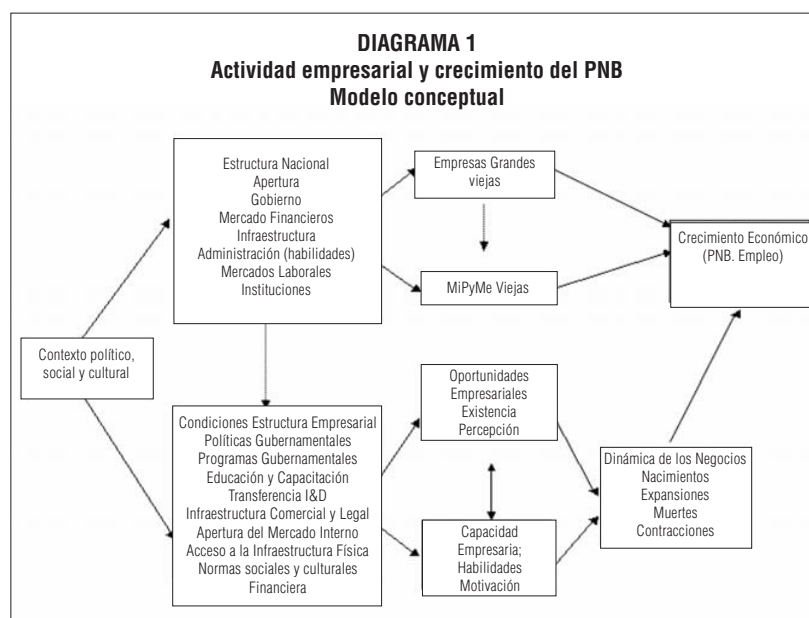 DIAGRAMA 1
Actividad empresarial y crecimiento del PNB
Modelo conceptual
Contexto político,
social y cultural
Estructura Nacional
Apertura
Gobierno
Mercado Financieros
Infraestructura
Administración (habilidades)
Mercados Laborales
Instituciones
Empresas Grandes
viejas
MiPyMe Viejas
Crecimiento Económico
(PNB. Empleo)
Condiciones Estructura Empresarial
Políticas Gubernamentales
Programas Gubernamentales
Educación y Capacitación
Transferencia I&D
Infraestructura Comercial y Legal
Apertura del Mercado Interno
Acceso a la Infraestructura Física
Normas sociales y culturales
Financiera
Oportunidades
Empresariales
Existencia
Percepción
Capacidad
Empresaria;
Habilidades
Motivación
Dinámica de los Negocios
Nacimientos
Expansiones
Muertes
Contracciones